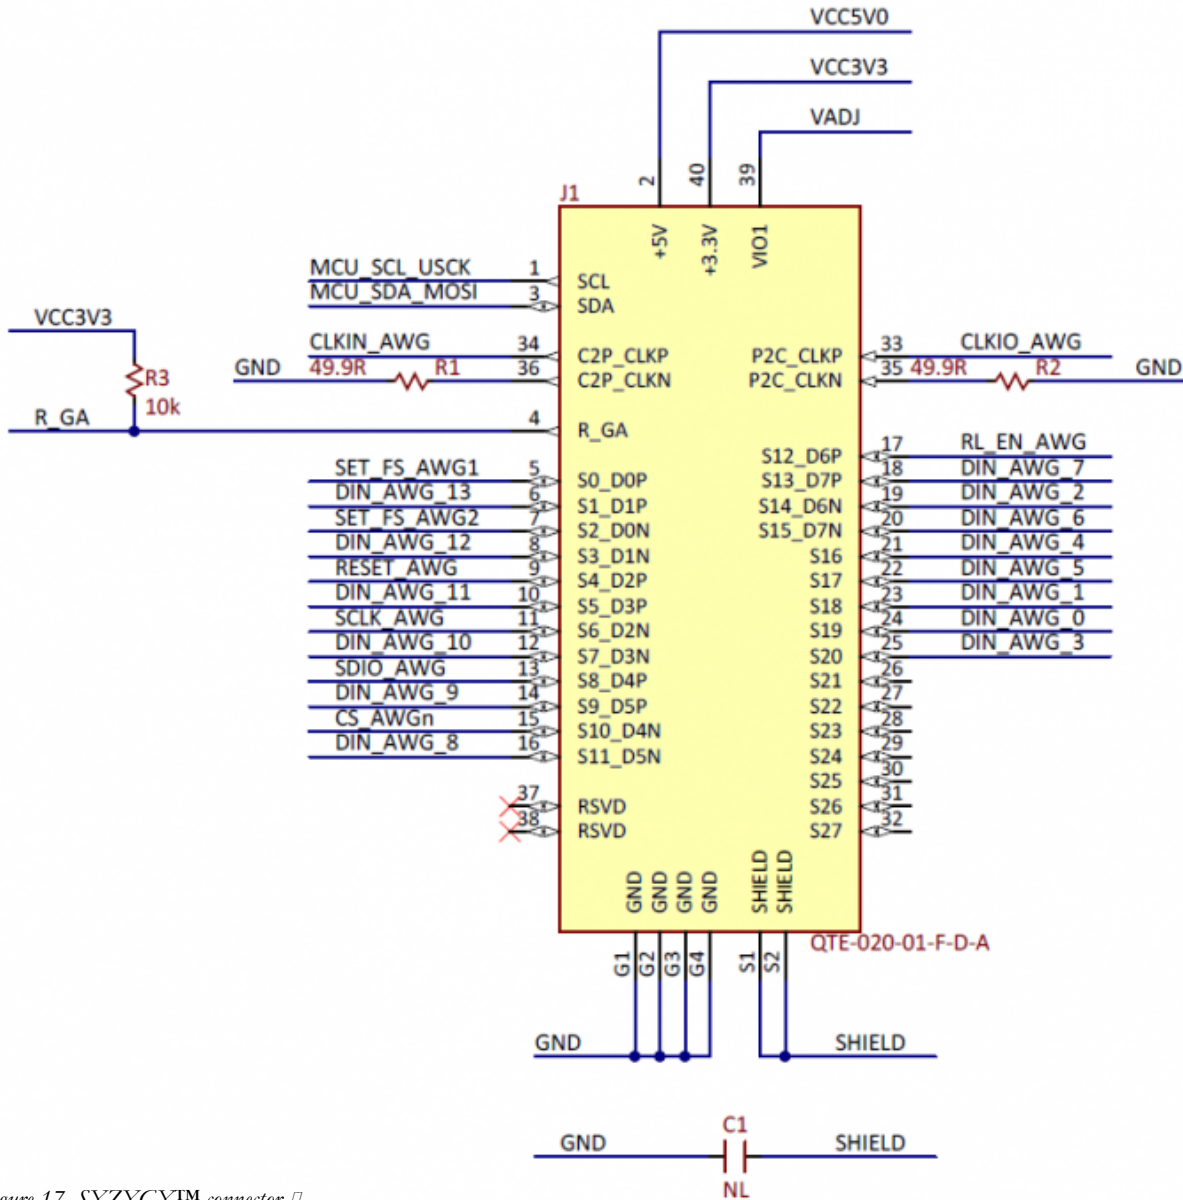 VCC5V0
VCC3V3
VADJ
2
40
39
J1
+5V
+3.3V
VIO1
MCU_SCL_USCK 1 SCL
MCU_SDA_MOSI 3 SDA
VCC3V3
R3
10k
CLKIN_AWG 34 C2P_CLKP
GND 49.9R R1 36 C2P_CLKN
P2C_CLKP 33 CLKIO_AWG
P2C_CLKN 35 49.9R R2 GND
R_GA 4 R_GA
SET_FS_AWG1 5 S0_D0P
DIN_AWG_13 6 S1_D1P
SET_FS_AWG2 7 S2_D0N
DIN_AWG_12 8 S3_D1N
RESET_AWG 9 S4_D2P
DIN_AWG_11 10 S5_D3P
SCLK_AWG 11 S6_D2N
DIN_AWG_10 12 S7_D3N
SDIO_AWG 13 S8_D4P
DIN_AWG_9 14 S9_D5P
CS_AWGn 15 S10_D4N
DIN_AWG_8 16 S11_D5N
37 RSVD
38 RSVD
S12_D6P 17 RL_EN_AWG
S13_D7P 18 DIN_AWG_7
S14_D6N 19 DIN_AWG_2
S15_D7N 20 DIN_AWG_6
S16 21 DIN_AWG_4
S17 22 DIN_AWG_5
S18 23 DIN_AWG_1
S19 24 DIN_AWG_0
S20 25 DIN_AWG_3
S21 26
S22 27
S23 28
S24 29
S25 30
S26 31
S27 32
GND
GND
GND
GND
SHIELD
SHIELD
QTE-020-01-F-D-A
G1
G2
G3
G4
S1
S2
GND
SHIELD
C1
GND
SHIELD
NL
17. SYZYGY™ connector